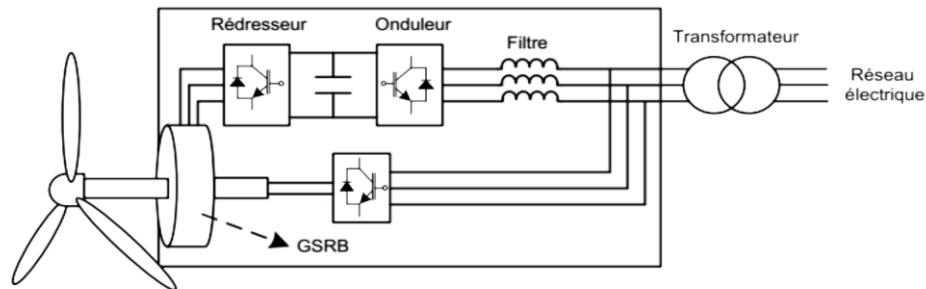 Rédresseur
Onduleur
Filtre
Transformateur
Réseau
électrique
GSRB